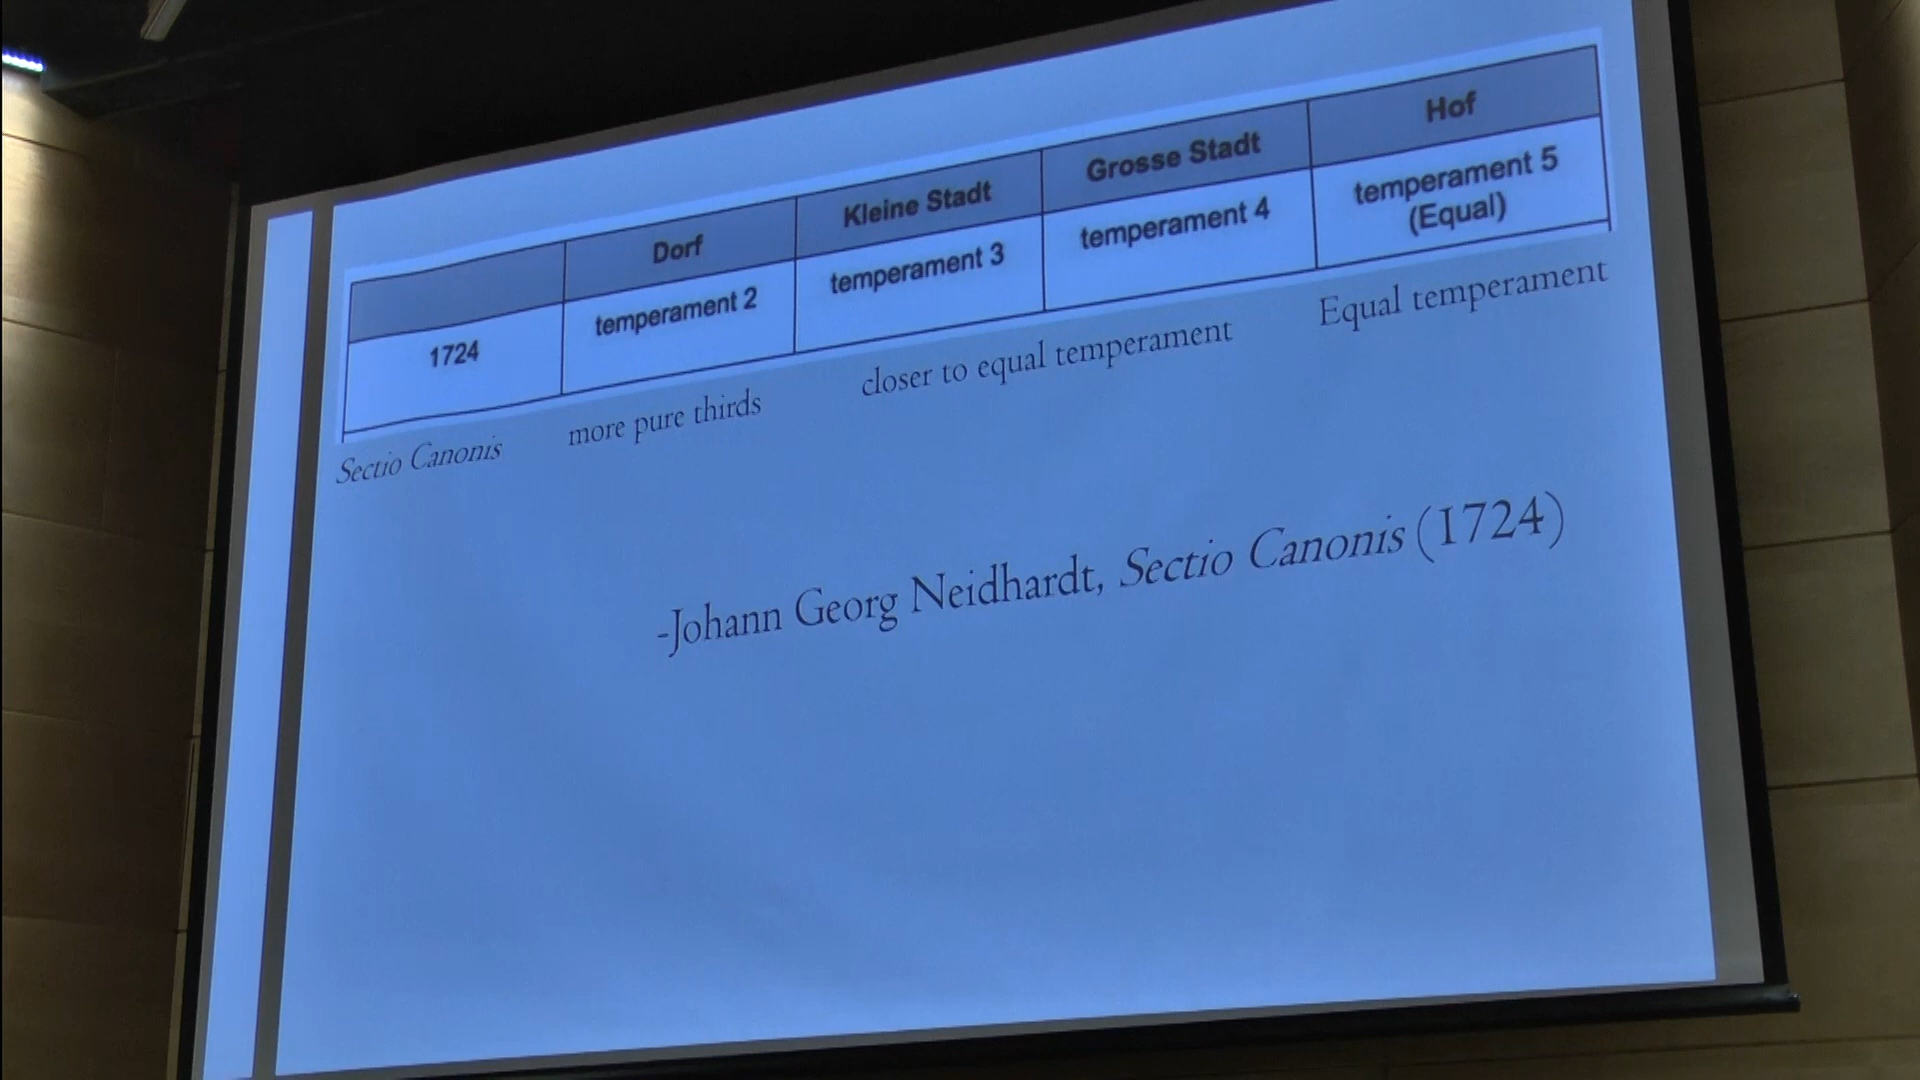 Dorf Kleine Stadt Grosse Stadt Hof
1724 temperament 2 temperament 3 temperament 4 temperament 5
(Equal)
Sectio Canonis more pure thirds closer to equal temperament Equal temperament
-Johann Georg Neidhardt, Sectio Canonis (1724)